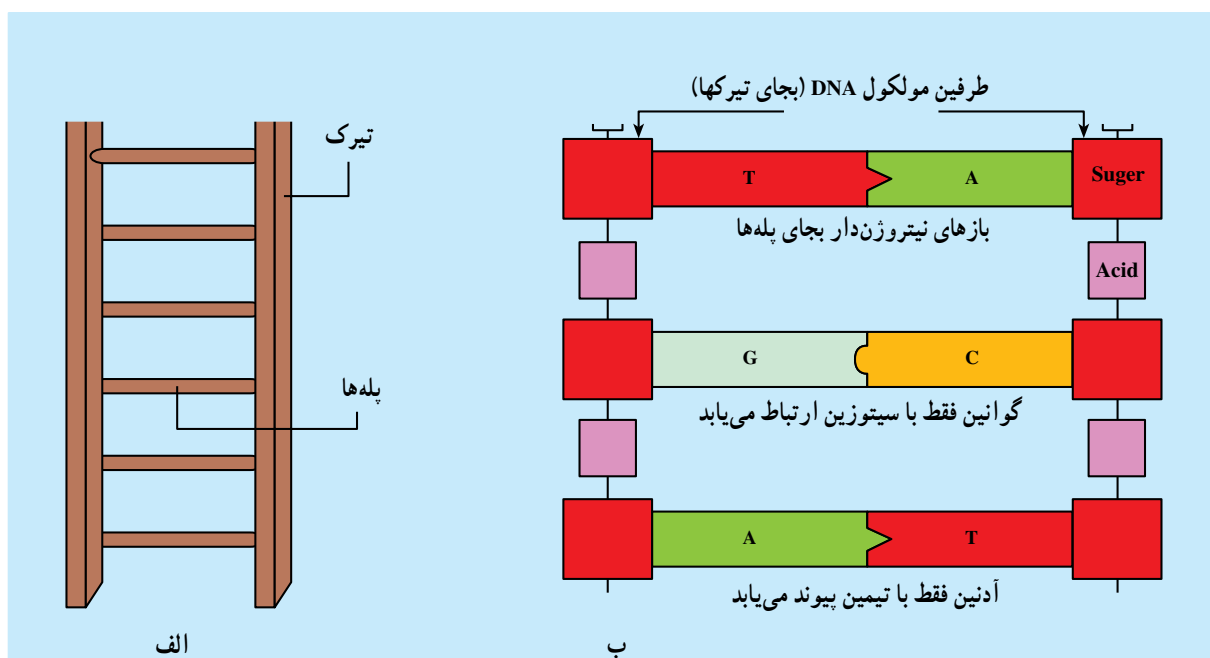 طرفین مولکول DNA (بجای تیرکها)
تیرک
T
A
Suger
بازهای نیتروژن‌دار بجای پله‌ها
Acid
G
C
پله‌ها
گوانین فقط با سیتوزین ارتباط می‌یابد
A
T
آدنین فقط با تیمین پیوند می‌یابد
الف
ب